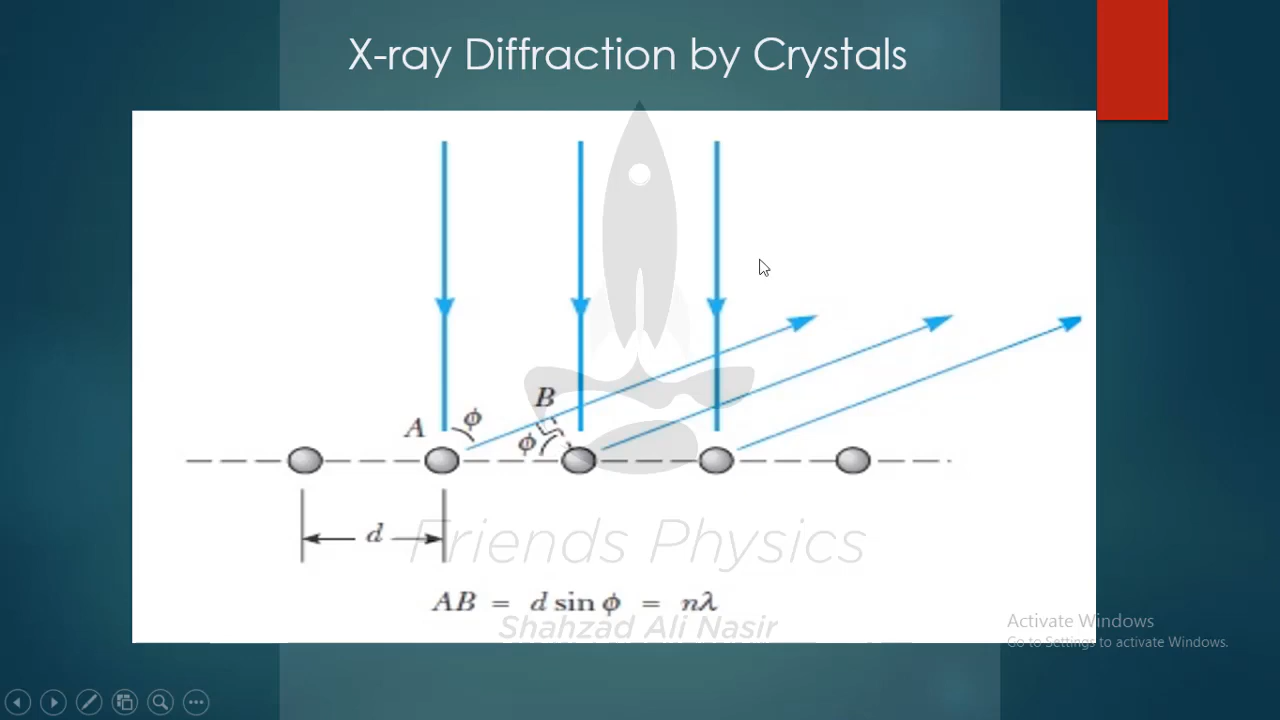 X-ray Diffraction by Crystals
B
A ϕ
ϕ
d
Friends Physics
AB = d sin ϕ = nλ
Shahzad Ali Nasir
Activate Windows
Go to Settings to activate Windows.